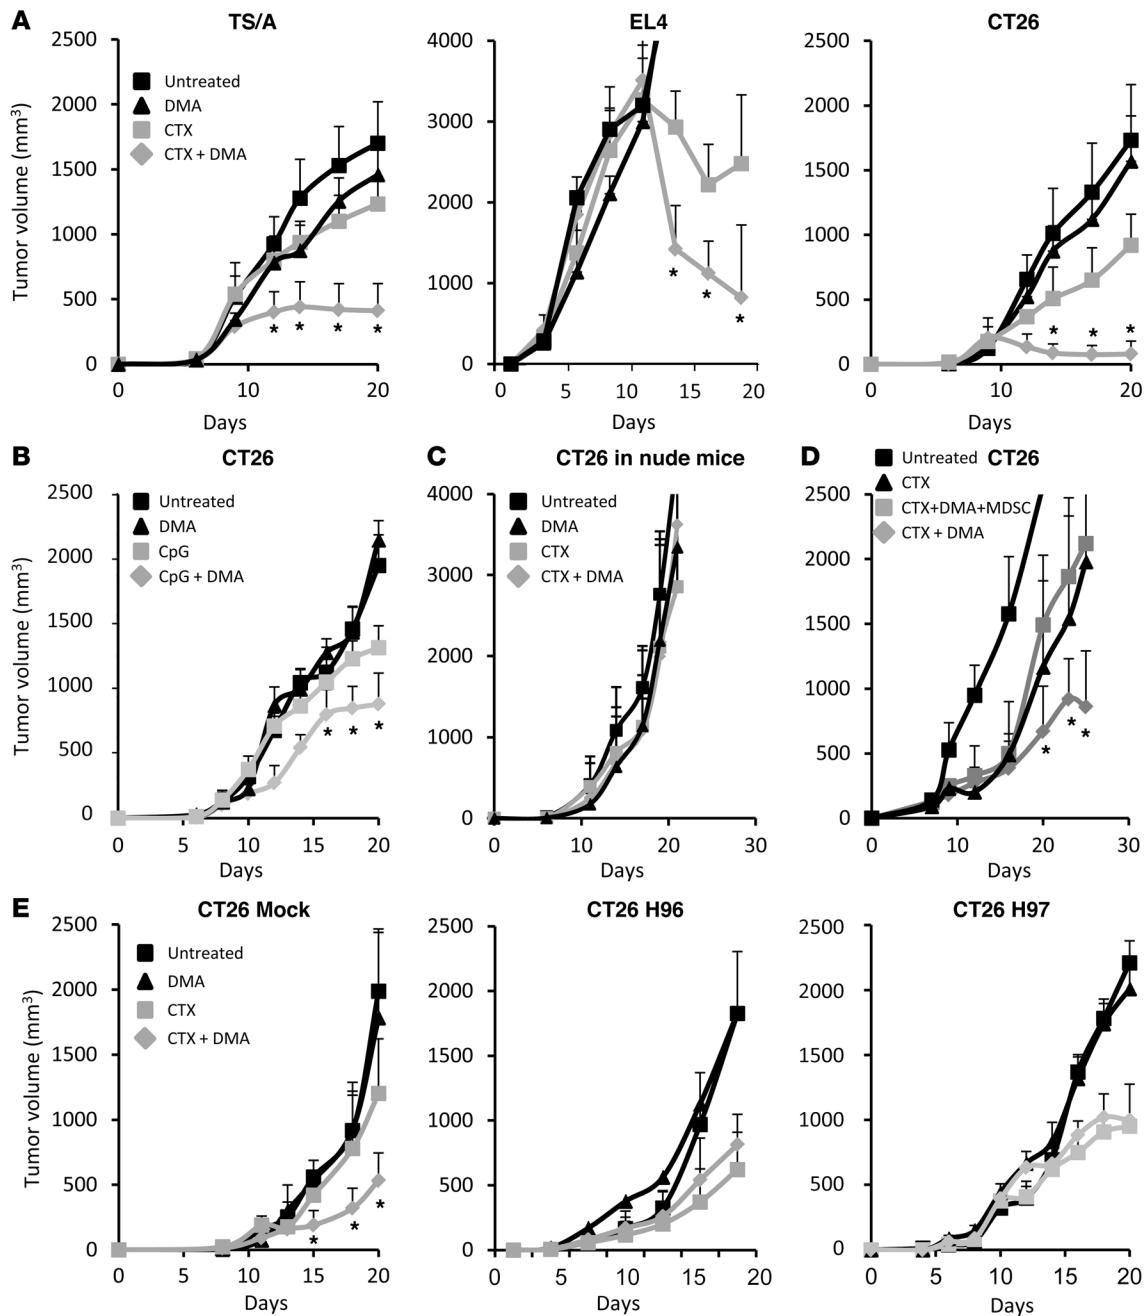 A
TS/A
EL4
CT26
Tumor volume (mm³)
2500
2000
1500
1000
500
0
Untreated
DMA
CTX
CTX + DMA
* * * *
0 10 20
Days
4000
3000
2000
1000
0
* * *
0 5 10 15 20
Days
2500
2000
1500
1000
500
0
* * *
0 10 20
Days
B
CT26
Tumor volume (mm³)
2500
2000
1500
1000
500
0
Untreated
DMA
CpG
CpG + DMA
* * *
0 5 10 15 20
Days
C
CT26 in nude mice
4000
3000
2000
1000
0
Untreated
DMA
CTX
CTX + DMA
0 10 20 30
Days
D
CT26
2500
2000
1500
1000
500
0
Untreated
CTX
CTX+DMA+MDSC
CTX + DMA
* * *
0 10 20 30
Days
E
CT26 Mock
Tumor volume (mm³)
2500
2000
1500
1000
500
0
Untreated
DMA
CTX
CTX + DMA
* * *
0 5 10 15 20
Days
CT26 H96
2500
2000
1500
1000
500
0
0 5 10 15 20
Days
CT26 H97
2500
2000
1500
1000
500
0
0 5 10 15 20
Days